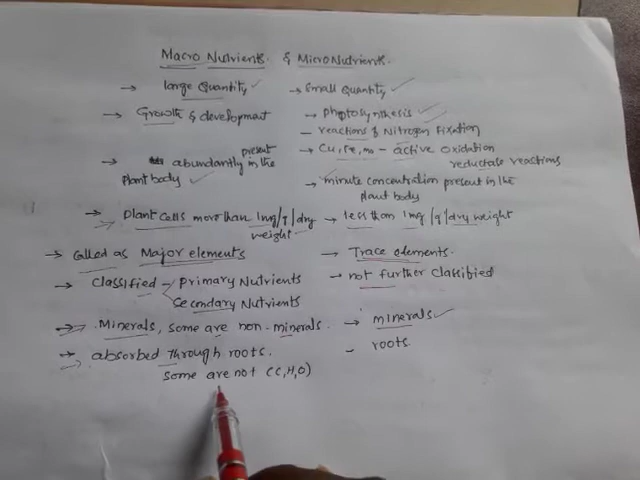 Macro Nutrients & MicroNutrients.
→ large Quantity ✓ → Small Quantity ✓
→ Growth & development → Photosynthesis ✓
– reactions of Nitrogen fixation
→ abundantly present in the → Cu, Fe, Mn – active oxidation
reductase reactions
plant body ✓ → minute concentration present in the
plant body
→ Plant cells more than 1mg/g/dry → less than 1mg/g/dry weight
weight
→ called as Major elements → Trace elements.
→ Classified – Primary Nutrients → not further classified
Secondary Nutrients
→ Minerals, some are non-minerals. → minerals ✓
→ absorbed through roots. – roots.
some are not (C,H,O)